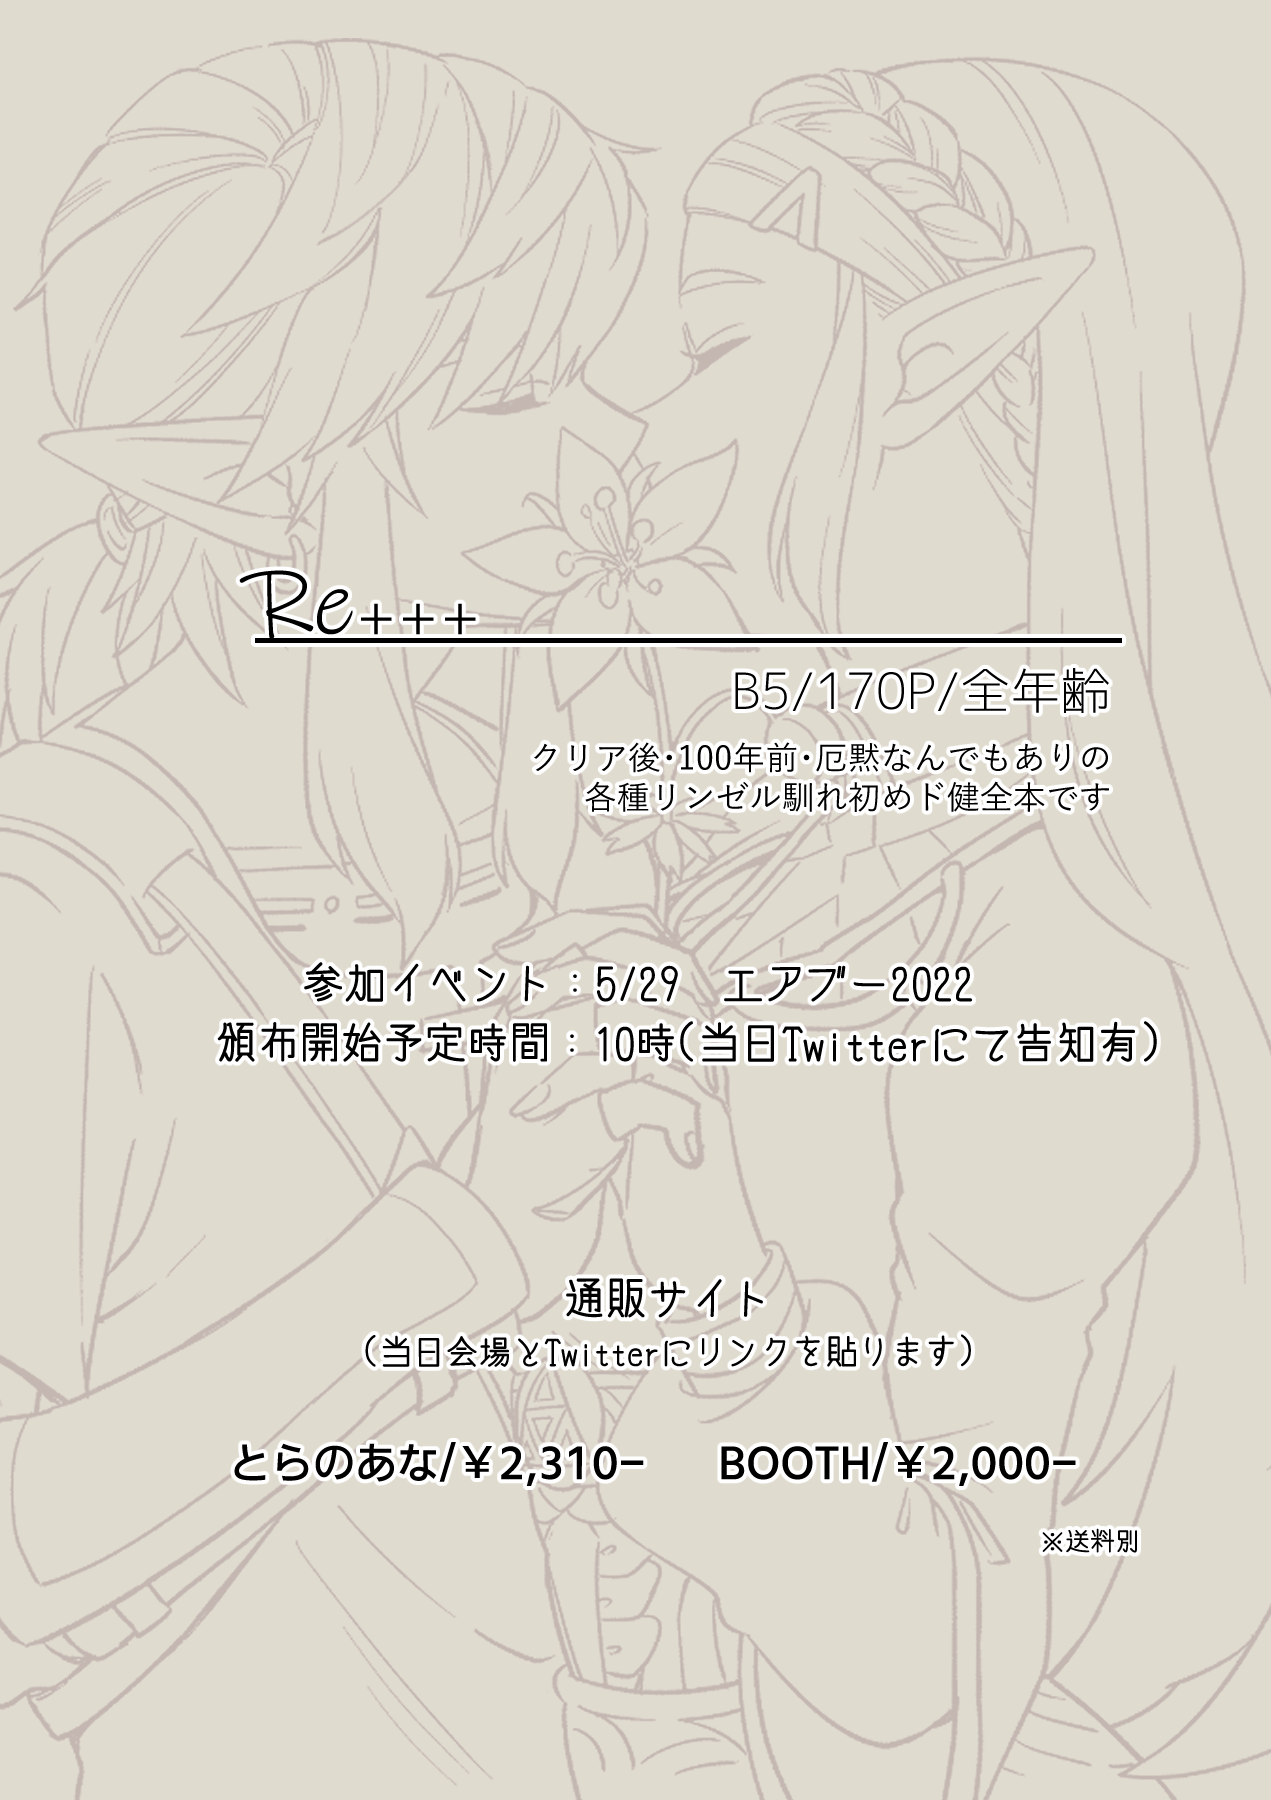 Re+++
B5/170P/全年齢
クリア後・100年前・厄黙なんでもありの
各種リンゼル馴れ初めド健全本です
参加イベント：5/29　エアブー2022
頒布開始予定時間：10時(当日Twitterにて告知有)
通販サイト
(当日会場とTwitterにリンクを貼ります)
とらのあな/￥2,310−　BOOTH/￥2,000−
※送料別